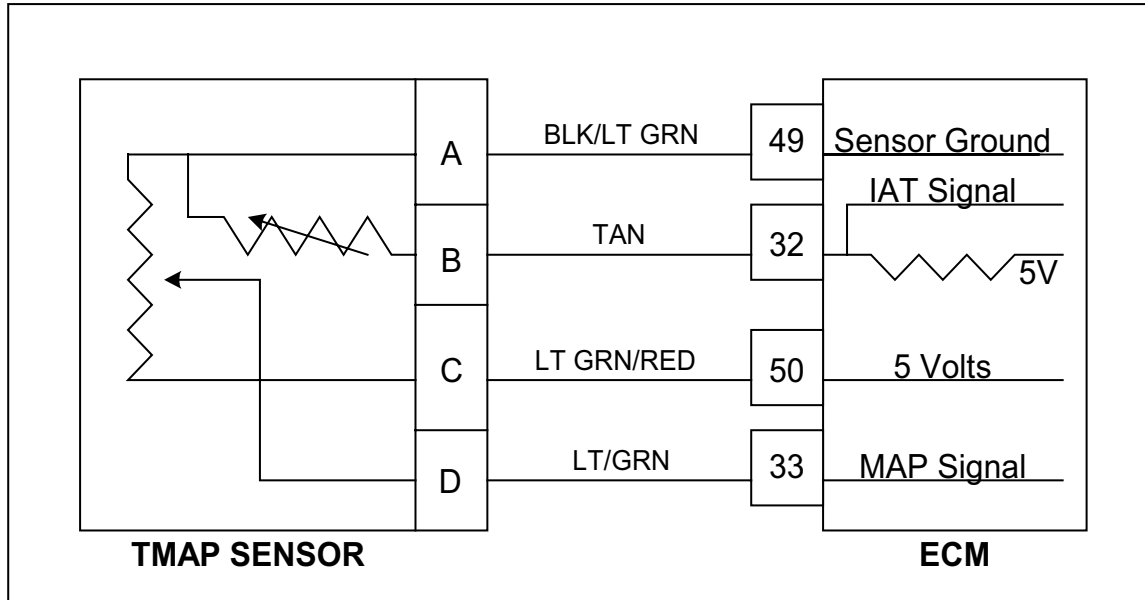 A BLK/LT GRN 49 Sensor Ground
IAT Signal
B TAN 32
5V
C LT GRN/RED 50 5 Volts
D LT/GRN 33 MAP Signal
TMAP SENSOR ECM